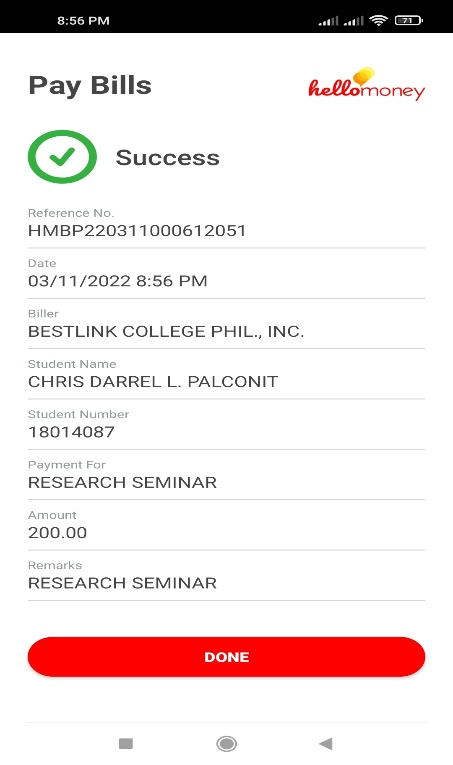 8:56 PM
71
Pay Bills
hellomoney
Success
Reference No.
HMBP220311000612051
Date
03/11/2022 8:56 PM
Biller
BESTLINK COLLEGE PHIL., INC.
Student Name
CHRIS DARREL L. PALCONIT
Student Number
18014087
Payment For
RESEARCH SEMINAR
Amount
200.00
Remarks
RESEARCH SEMINAR
DONE